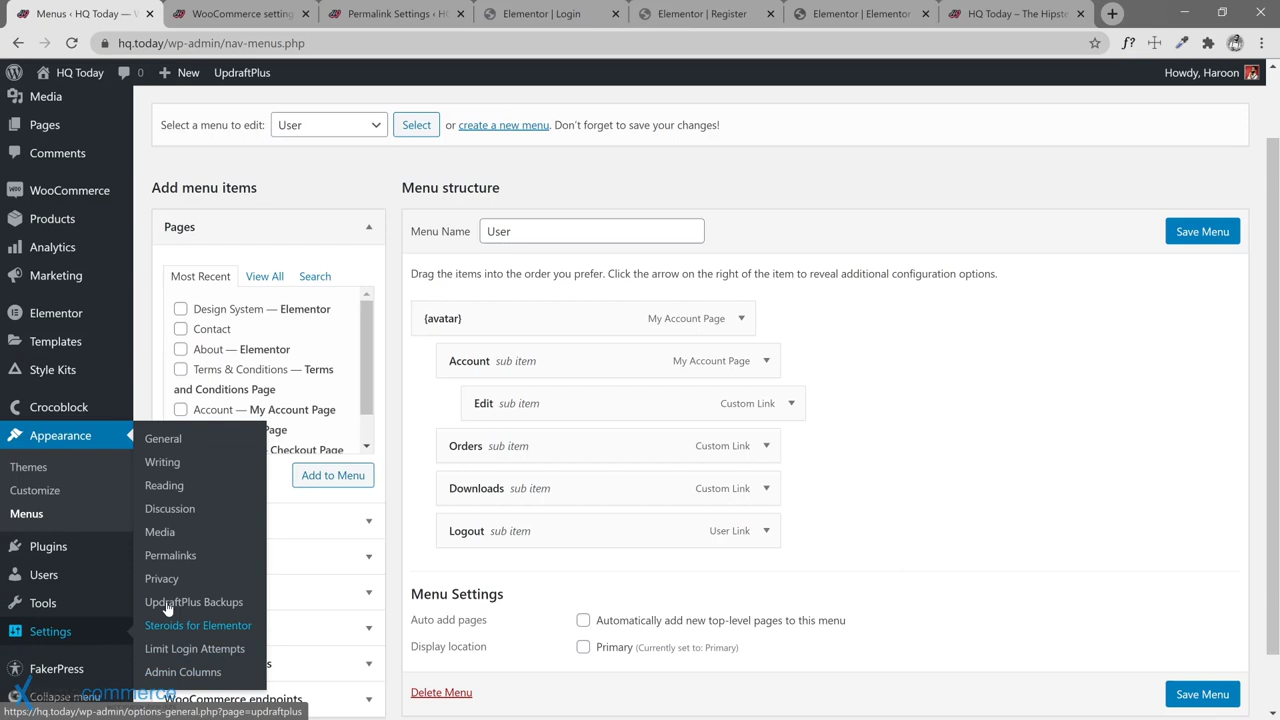 Menus ‹ HQ Today — W
WooCommerce setting
Permalink Settings ‹ HQ
Elementor | Login
Elementor | Register
Elementor | Elementor
HQ Today – The Hipste
hq.today/wp-admin/nav-menus.php
HQ Today
0
New
UpdraftPlus
Howdy, Haroon
Media
Pages
Comments
WooCommerce
Products
Analytics
Marketing
Elementor
Templates
Style Kits
Crocoblock
Appearance
Themes
Customize
Menus
Plugins
Users
Tools
Settings
FakerPress
Collapse menu
commerce
General
Writing
Reading
Discussion
Media
Permalinks
Privacy
UpdraftPlus Backups
Steroids for Elementor
Limit Login Attempts
Admin Columns
https://hq.today/wp-admin/options-general.php?page=updraftplus
Select a menu to edit: User Select or create a new menu. Don’t forget to save your changes!
Add menu items
Pages
Most Recent View All Search
Design System — Elementor
Contact
About — Elementor
Terms & Conditions — Terms
and Conditions Page
Account — My Account Page
Page
Checkout Page
Add to Menu
WooCommerce endpoints
Menu structure
Menu Name User Save Menu
Drag the items into the order you prefer. Click the arrow on the right of the item to reveal additional configuration options.
{avatar} My Account Page
Account sub item My Account Page
Edit sub item Custom Link
Orders sub item Custom Link
Downloads sub item Custom Link
Logout sub item User Link
Menu Settings
Auto add pages Automatically add new top-level pages to this menu
Display location Primary (Currently set to: Primary)
Delete Menu Save Menu